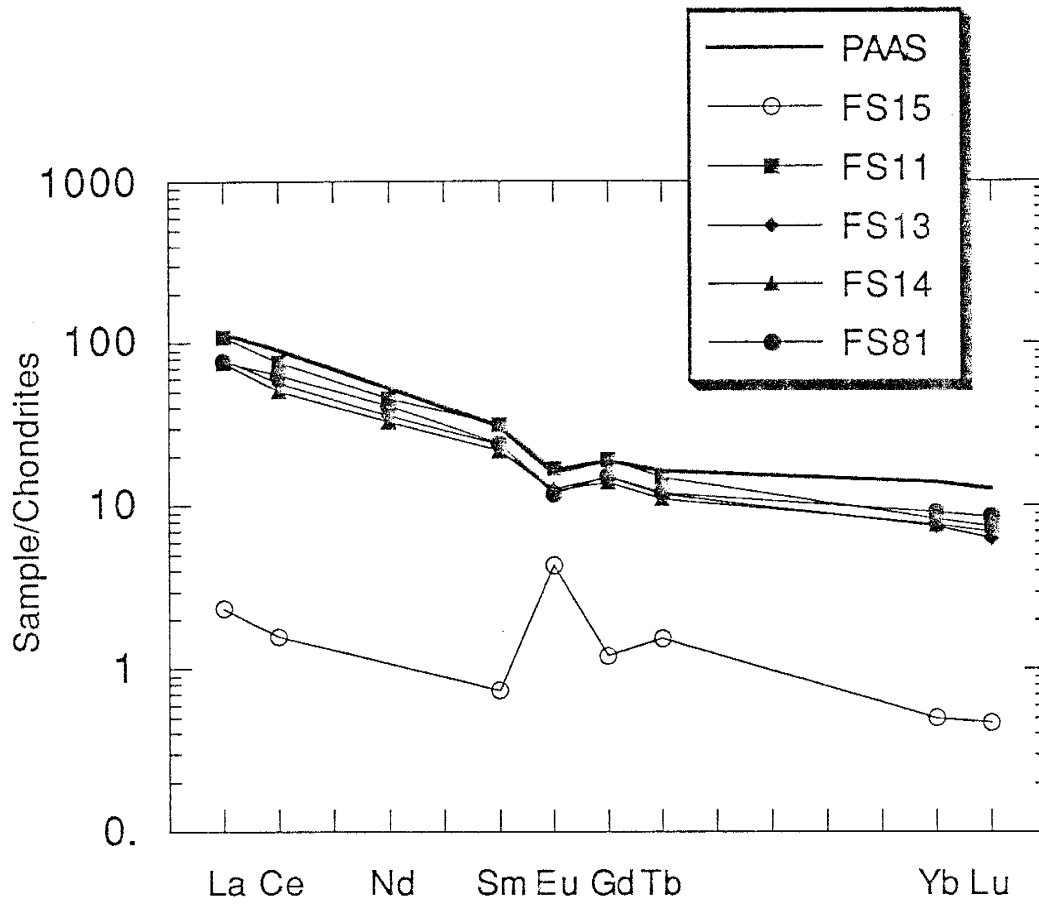 PAAS
FS15
FS11
FS13
FS14
FS81
Sample/Chondrites
1000
100
10
1
0.
La Ce Nd Sm Eu Gd Tb Yb Lu